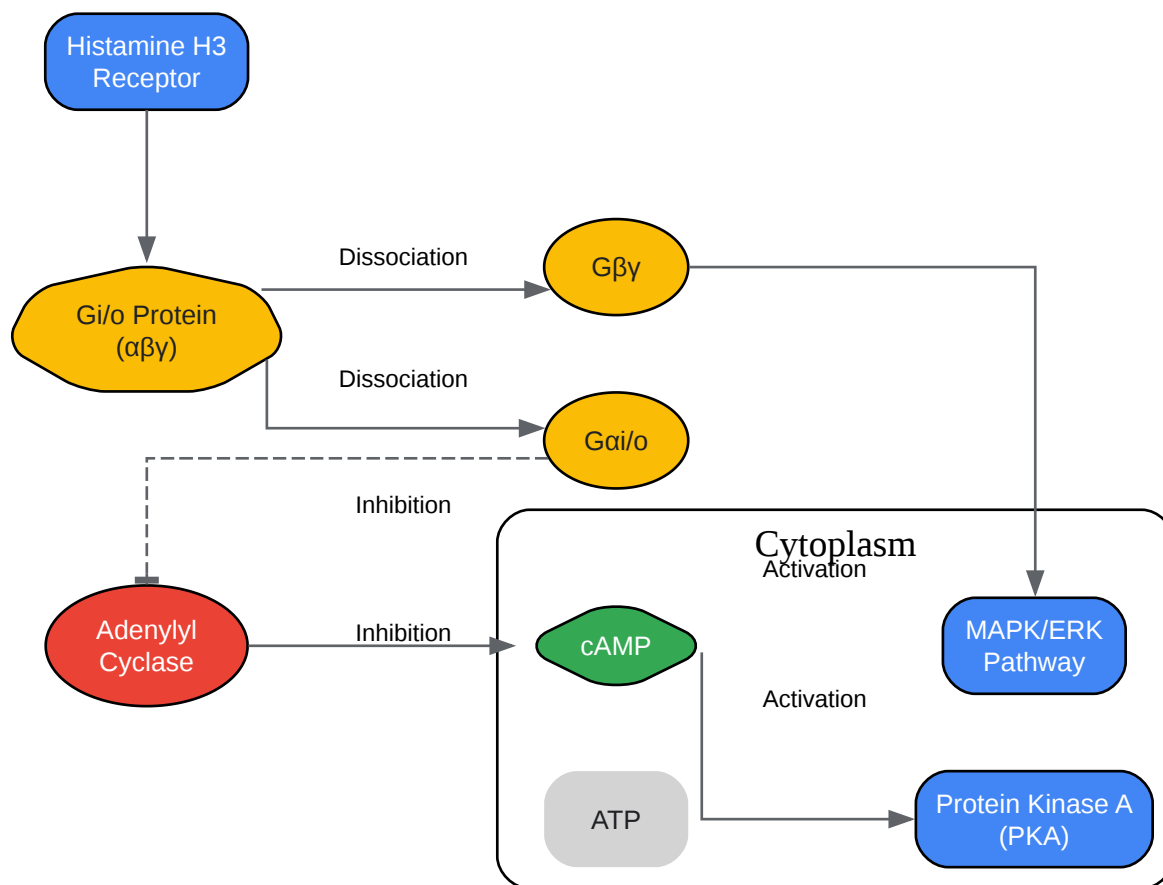 Histamine H3
Receptor
Dissociation
Gβγ
Gi/o Protein
(αβγ)
Dissociation
Gαi/o
Inhibition
Cytoplasm
Activation
Adenylyl
Cyclase
Inhibition
cAMP
MAPK/ERK
Pathway
Activation
ATP
Protein Kinase A
(PKA)